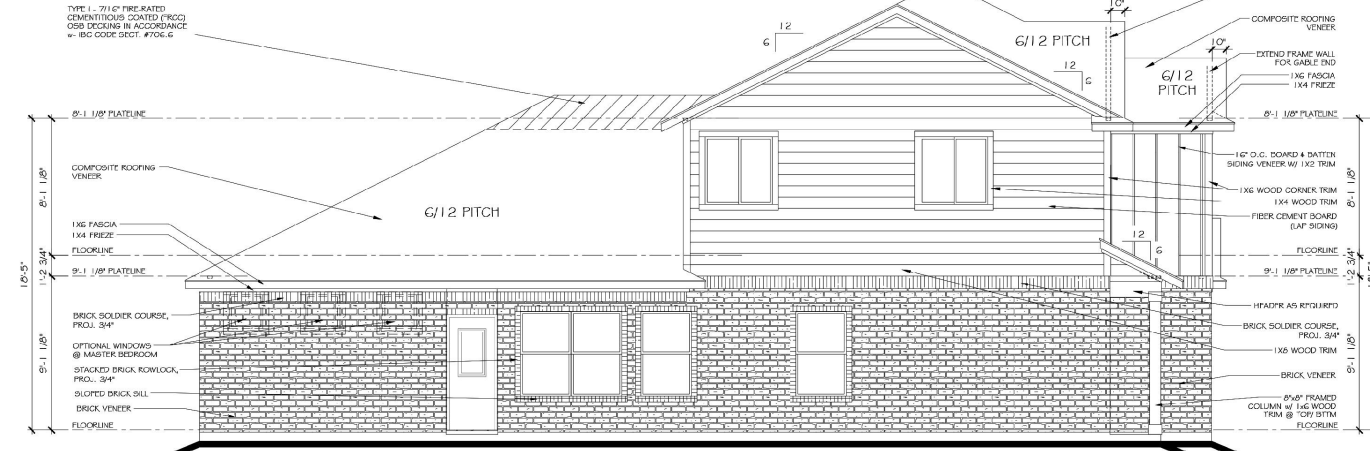 TYPE I - 7/16" FIRE-RATED
CEMENTITIOUS COATED (FRCC)
OSB DECKING IN ACCORDANCE
w- IBC CODE SECT. #706.6
8'-1 1/8" PLATELINE
COMPOSITE ROOFING
VENEER
1X6 FASCIA
1X4 FRIEZE
FLOORLINE
9'-1 1/8" PLATELINE
BRICK SOLDIER COURSE,
PROJ. 3/4"
OPTIONAL WINDOWS
@ MASTER BEDROOM
STACKED BRICK ROWLOCK,
PROJ. 3/4"
SLOPED BRICK SILL
BRICK VENEER
FLOORLINE
18'-5"
8'-1 1/8"
1'-2 3/4"
9'-1 1/8"
6/12 PITCH
12
6
6/12 PITCH
12
6
10"
10"
6/12
PITCH
12
6
COMPOSITE ROOFING
VENEER
EXTEND FRAME WALL
FOR GABLE END
1X6 FASCIA
1X4 FRIEZE
8'-1 1/8" PLATELINE
16" O.C. BOARD & BATTEN
SIDING VENEER W/ 1X2 TRIM
1X6 WOOD CORNER TRIM
1X4 WOOD TRIM
FIBER CEMENT BOARD
(LAP SIDING)
FLOORLINE
9'-1 1/8" PLATELINE
HEADER AS REQUIRED
BRICK SOLDIER COURSE,
PROJ. 3/4"
1X8 WOOD TRIM
BRICK VENEER
8"x8" FRAMED
COLUMN w/ 1x6 WOOD
TRIM @ TOP/ BTTM
FLOORLINE
8'-1 1/8"
1'-2 3/4"
9'-1 1/8"